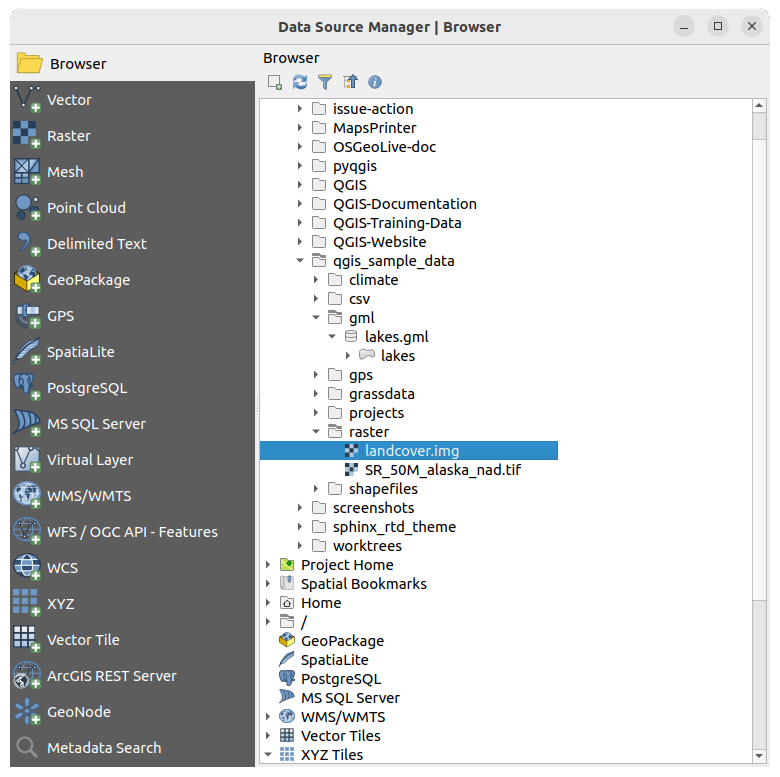 Data Source Manager | Browser
Browser
Vector
Raster
Mesh
Point Cloud
Delimited Text
GeoPackage
GPS
SpatiaLite
PostgreSQL
MS SQL Server
Virtual Layer
WMS/WMTS
WFS / OGC API - Features
WCS
XYZ
Vector Tile
ArcGIS REST Server
GeoNode
Metadata Search
Browser
issue-action
MapsPrinter
OSGeoLive-doc
pyqgis
QGIS
QGIS-Documentation
QGIS-Training-Data
QGIS-Website
qgis_sample_data
climate
csv
gml
lakes.gml
lakes
gps
grassdata
projects
raster
landcover.img
SR_50M_alaska_nad.tif
shapefiles
screenshots
sphinx_rtd_theme
worktrees
Project Home
Spatial Bookmarks
Home
/
GeoPackage
SpatiaLite
PostgreSQL
MS SQL Server
WMS/WMTS
Vector Tiles
XYZ Tiles